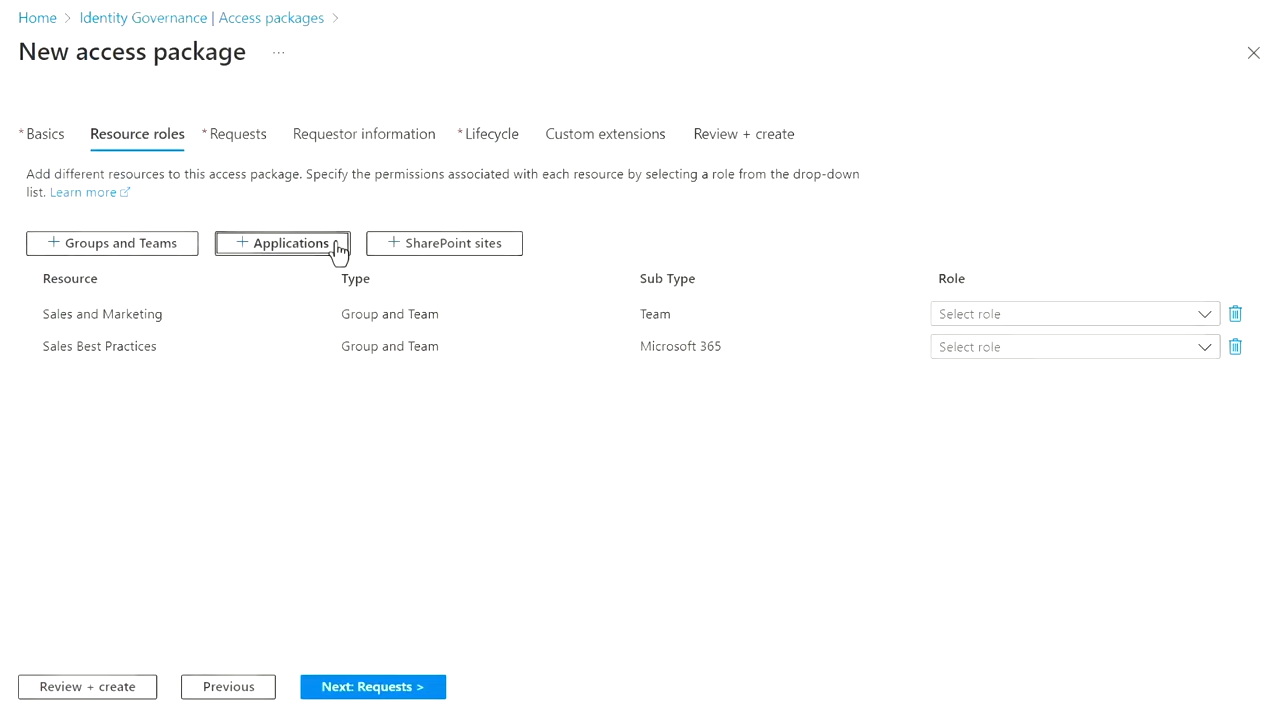 Home > Identity Governance | Access packages >
New access package ...
* Basics Resource roles * Requests Requestor information * Lifecycle Custom extensions Review + create
Add different resources to this access package. Specify the permissions associated with each resource by selecting a role from the drop-down
list. Learn more
+ Groups and Teams + Applications + SharePoint sites
Resource Type Sub Type Role
Sales and Marketing Group and Team Team Select role
Sales Best Practices Group and Team Microsoft 365 Select role
Review + create Previous Next: Requests >